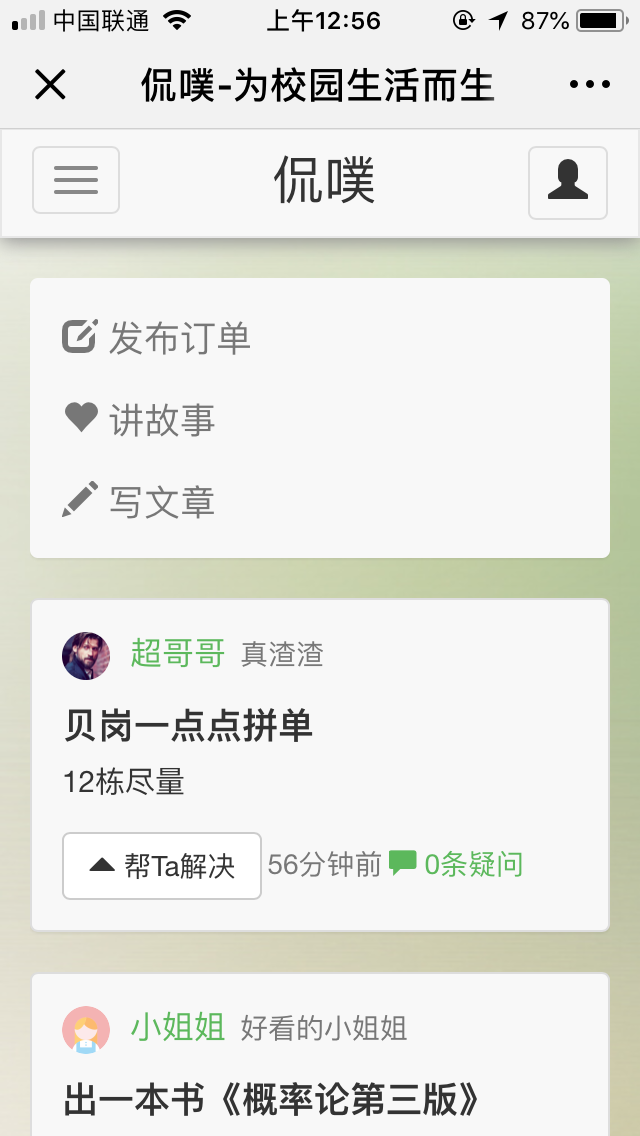 中国联通 上午12:56 87%
侃噗-为校园生活而生
侃噗
发布订单
讲故事
写文章
超哥哥 真渣渣
贝岗一点点拼单
12栋尽量
帮Ta解决 56分钟前 0条疑问
小姐姐 好看的小姐姐
出一本书《概率论第三版》